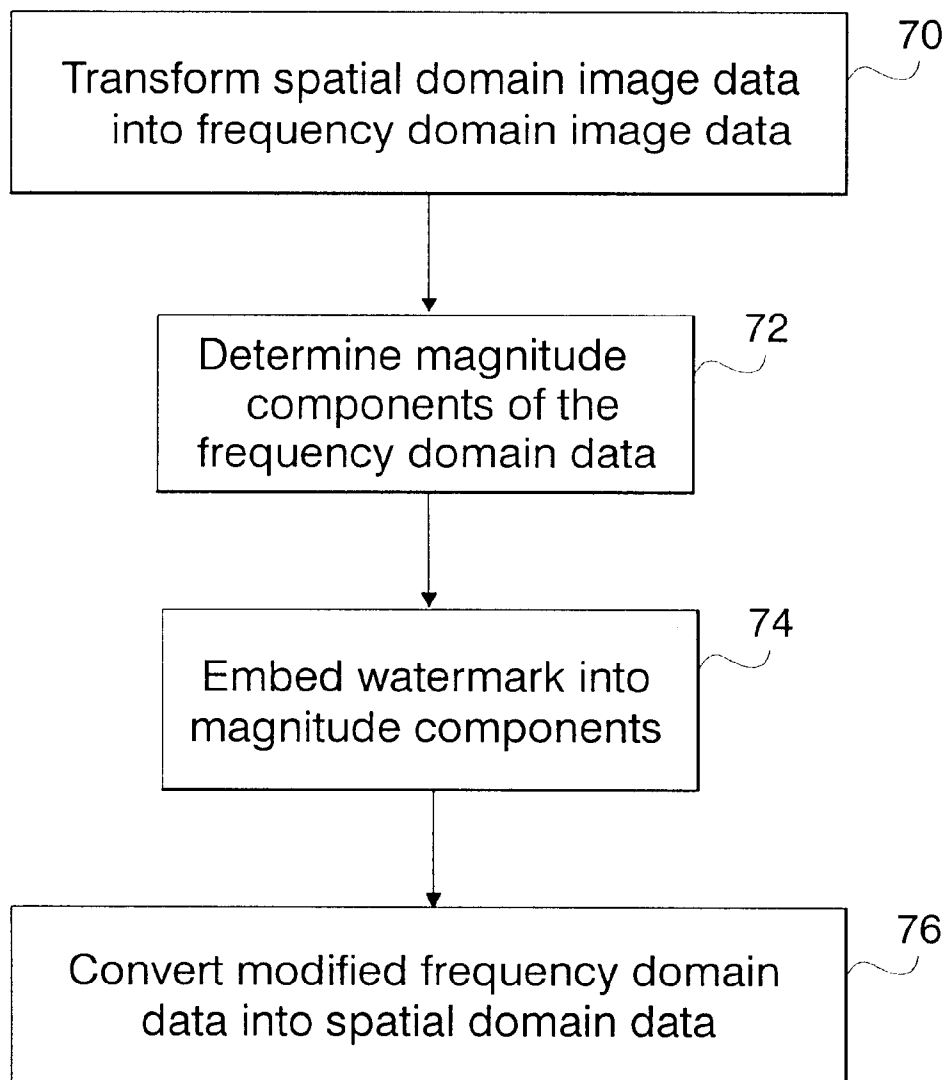 70
Transform spatial domain image data
into frequency domain image data
72
Determine magnitude
components of the
frequency domain data
74
Embed watermark into
magnitude components
76
Convert modified frequency domain
data into spatial domain data